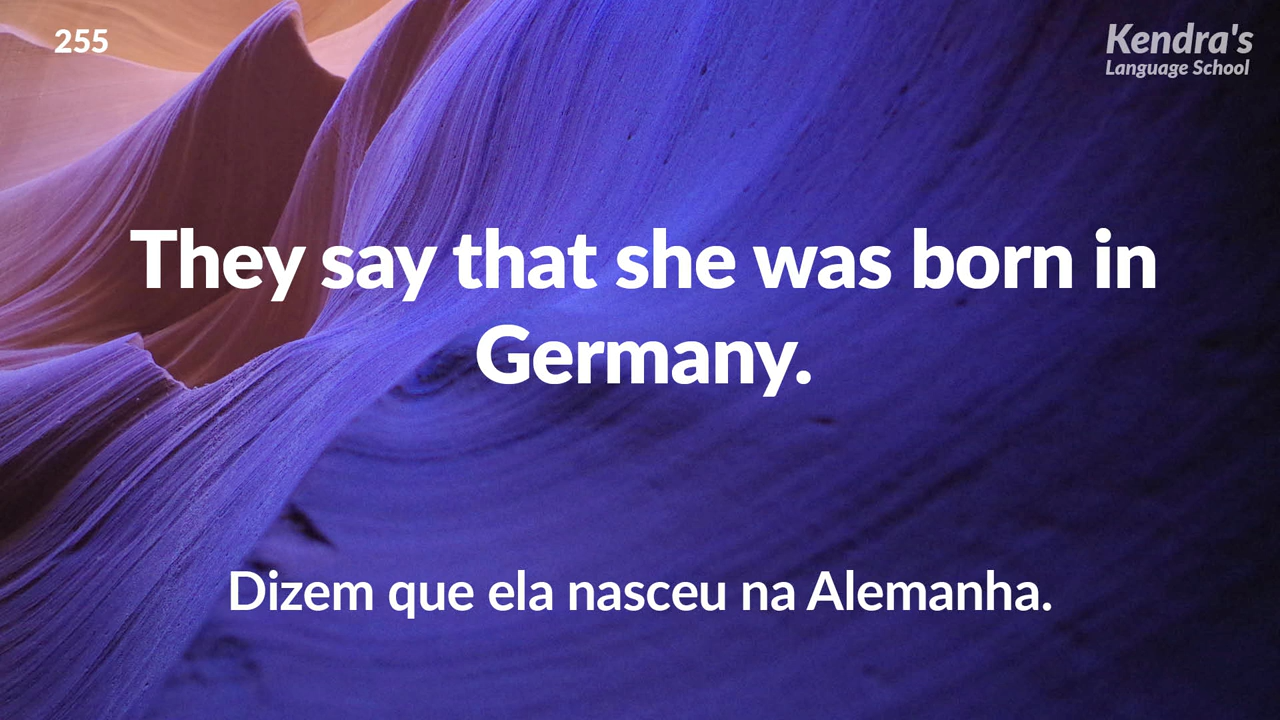 255
Kendra's
Language School
They say that she was born in
Germany.
Dizem que ela nasceu na Alemanha.